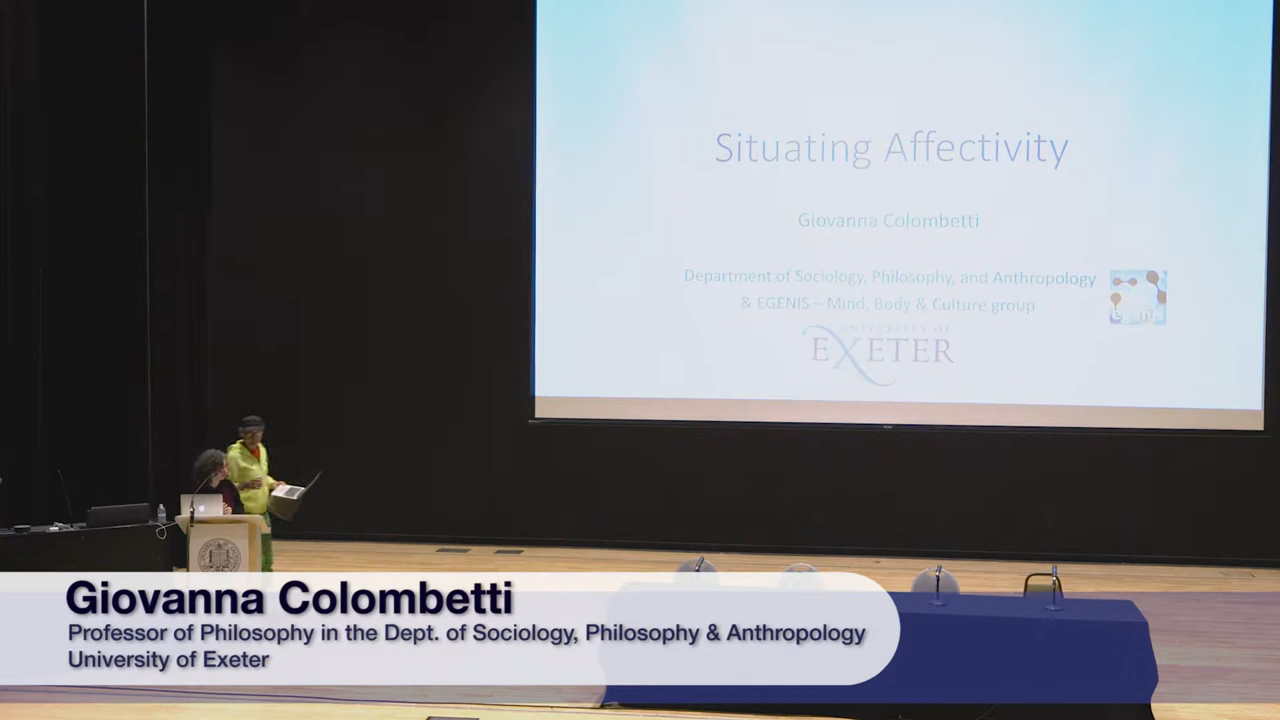 Situating Affectivity
Giovanna Colombetti
Department of Sociology, Philosophy, and Anthropology
& EGENIS – Mind, Body & Culture group
egenis
UNIVERSITY OF
EXETER
Giovanna Colombetti
Professor of Philosophy in the Dept. of Sociology, Philosophy & Anthropology
University of Exeter